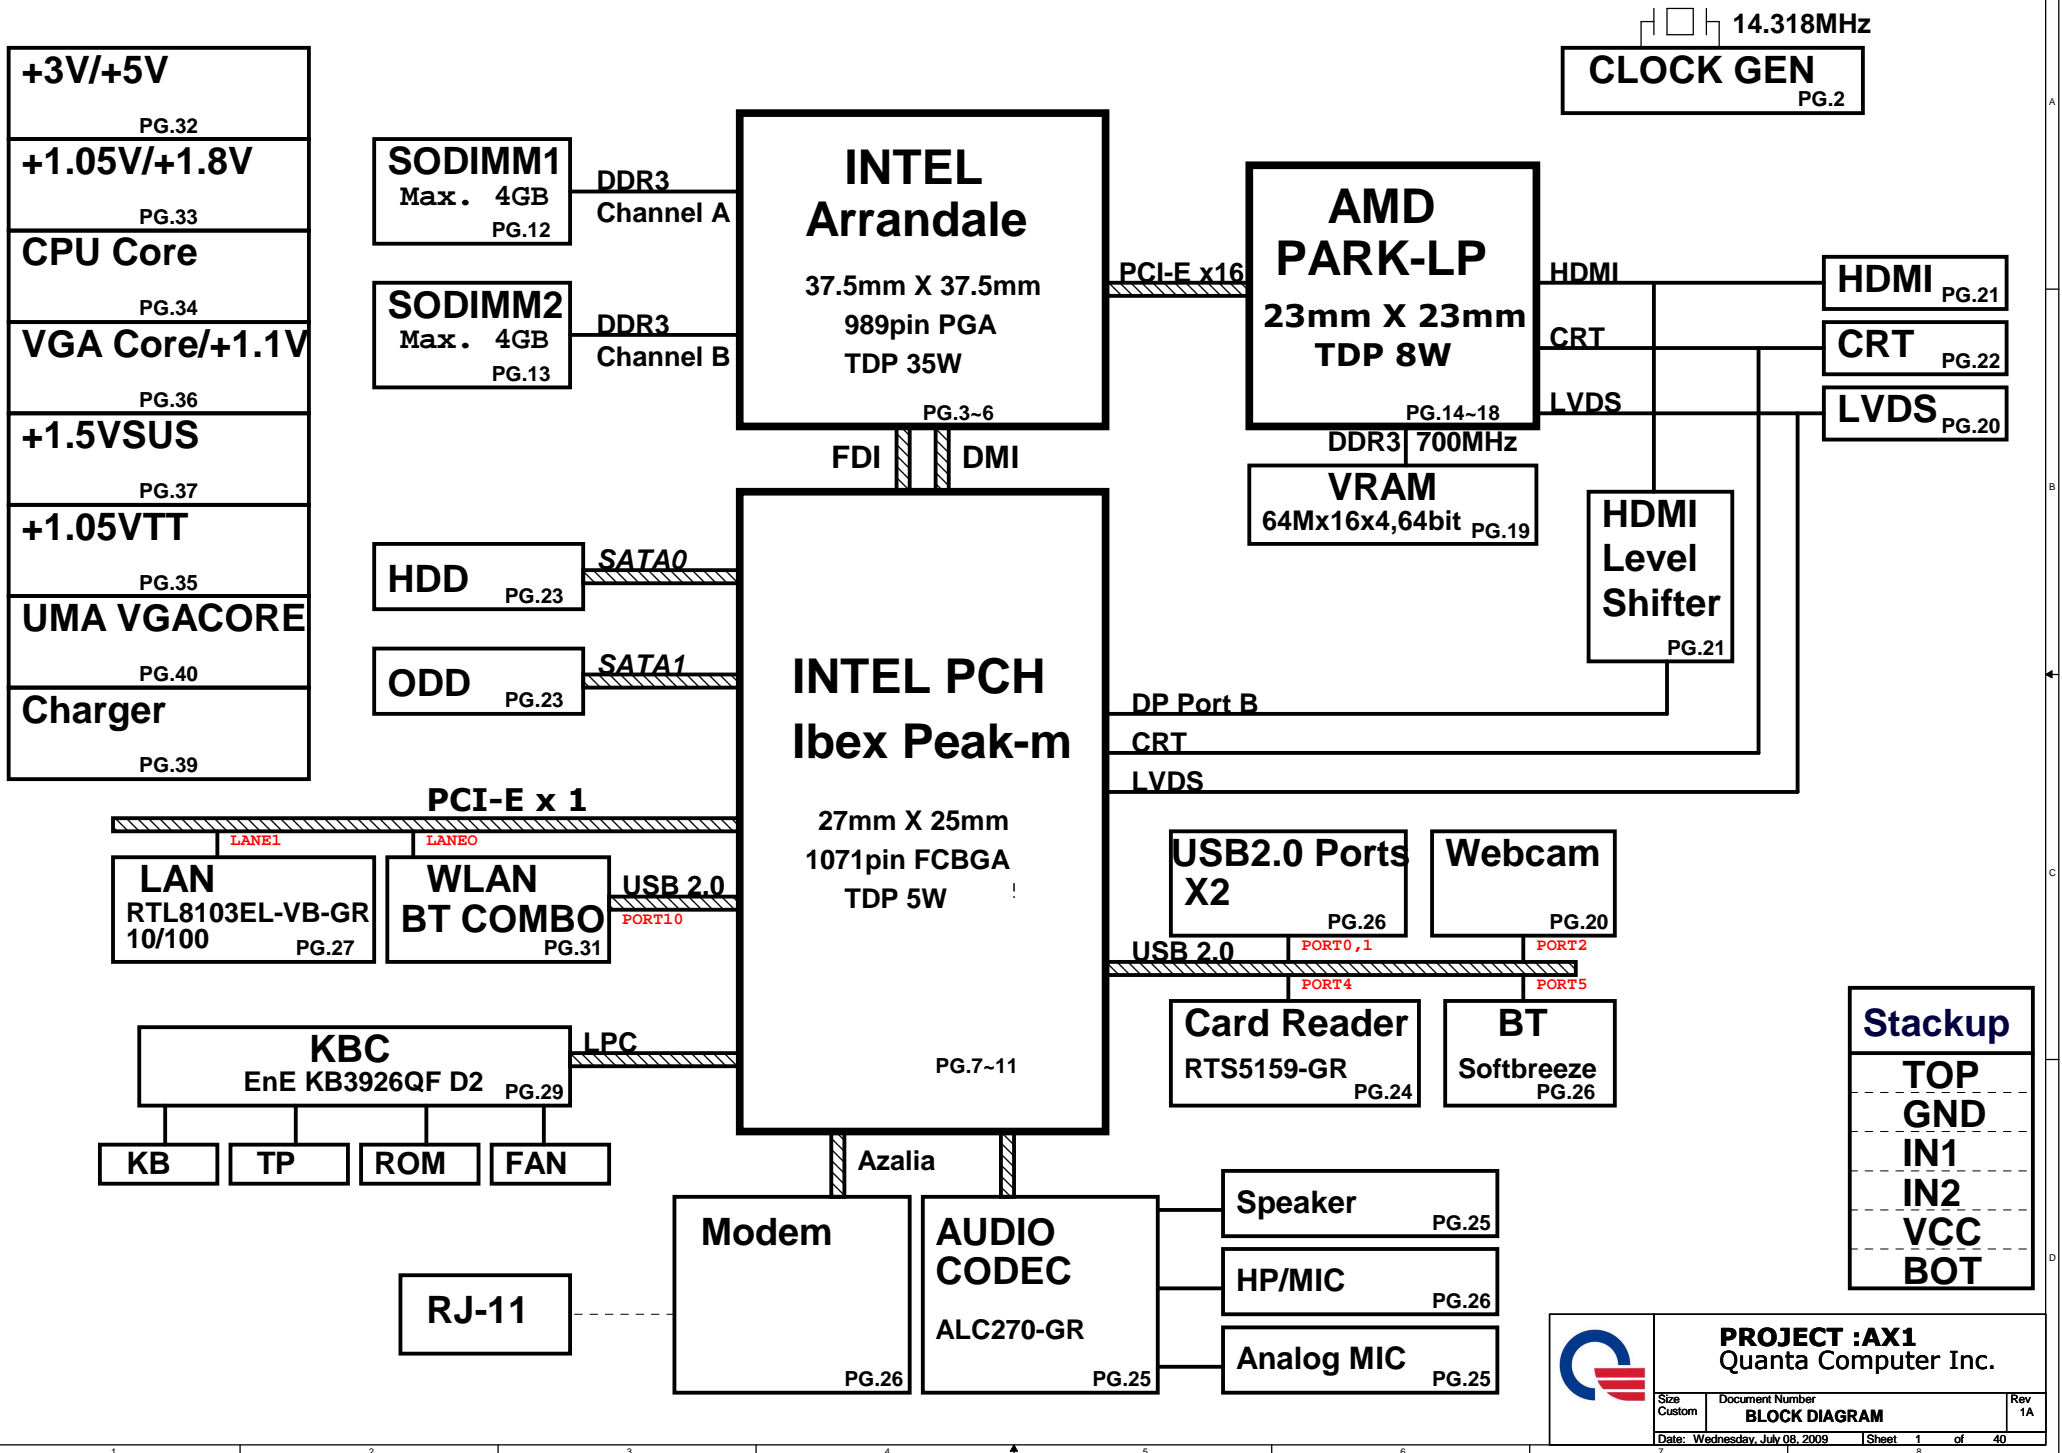 14.318MHz
CLOCK GEN
PG.2
+3V/+5V
PG.32
+1.05V/+1.8V
PG.33
CPU Core
PG.34
VGA Core/+1.1V
PG.36
+1.5VSUS
PG.37
+1.05VTT
PG.35
UMA VGACORE
PG.40
Charger
PG.39
SODIMM1
Max. 4GB
PG.12
DDR3
Channel A
SODIMM2
Max. 4GB
PG.13
DDR3
Channel B
INTEL
Arrandale
37.5mm X 37.5mm
989pin PGA
TDP 35W
PG.3~6
PCI-E x16
AMD
PARK-LP
23mm X 23mm
TDP 8W
PG.14~18
HDMI
CRT
LVDS
HDMI PG.21
CRT PG.22
LVDS PG.20
DDR3 700MHz
VRAM
64Mx16x4,64bit PG.19
HDMI
Level
Shifter
PG.21
FDI
DMI
HDD PG.23
SATA0
ODD PG.23
SATA1
INTEL PCH
Ibex Peak-m
27mm X 25mm
1071pin FCBGA
TDP 5W
!
PG.7~11
DP Port B
CRT
LVDS
PCI-E x 1
LANE1
LANE0
LAN
RTL8103EL-VB-GR
10/100 PG.27
WLAN
BT COMBO
PG.31
USB 2.0
PORT10
USB2.0 Ports
X2
PG.26
Webcam
PG.20
PORT0,1
PORT2
USB 2.0
PORT4
PORT5
Card Reader
RTS5159-GR
PG.24
BT
Softbreeze
PG.26
KBC
EnE KB3926QF D2 PG.29
LPC
KB
TP
ROM
FAN
Azalia
Modem
PG.26
RJ-11
AUDIO
CODEC
ALC270-GR
PG.25
Speaker
PG.25
HP/MIC
PG.26
Analog MIC
PG.25
Stackup
TOP
GND
IN1
IN2
VCC
BOT
PROJECT :AX1
Quanta Computer Inc.
Size
Custom
Document Number
BLOCK DIAGRAM
Rev
1A
Date: Wednesday, July 08, 2009
Sheet 1 of 40
A
B
C
D
1 2 3 4 5 6 7 8